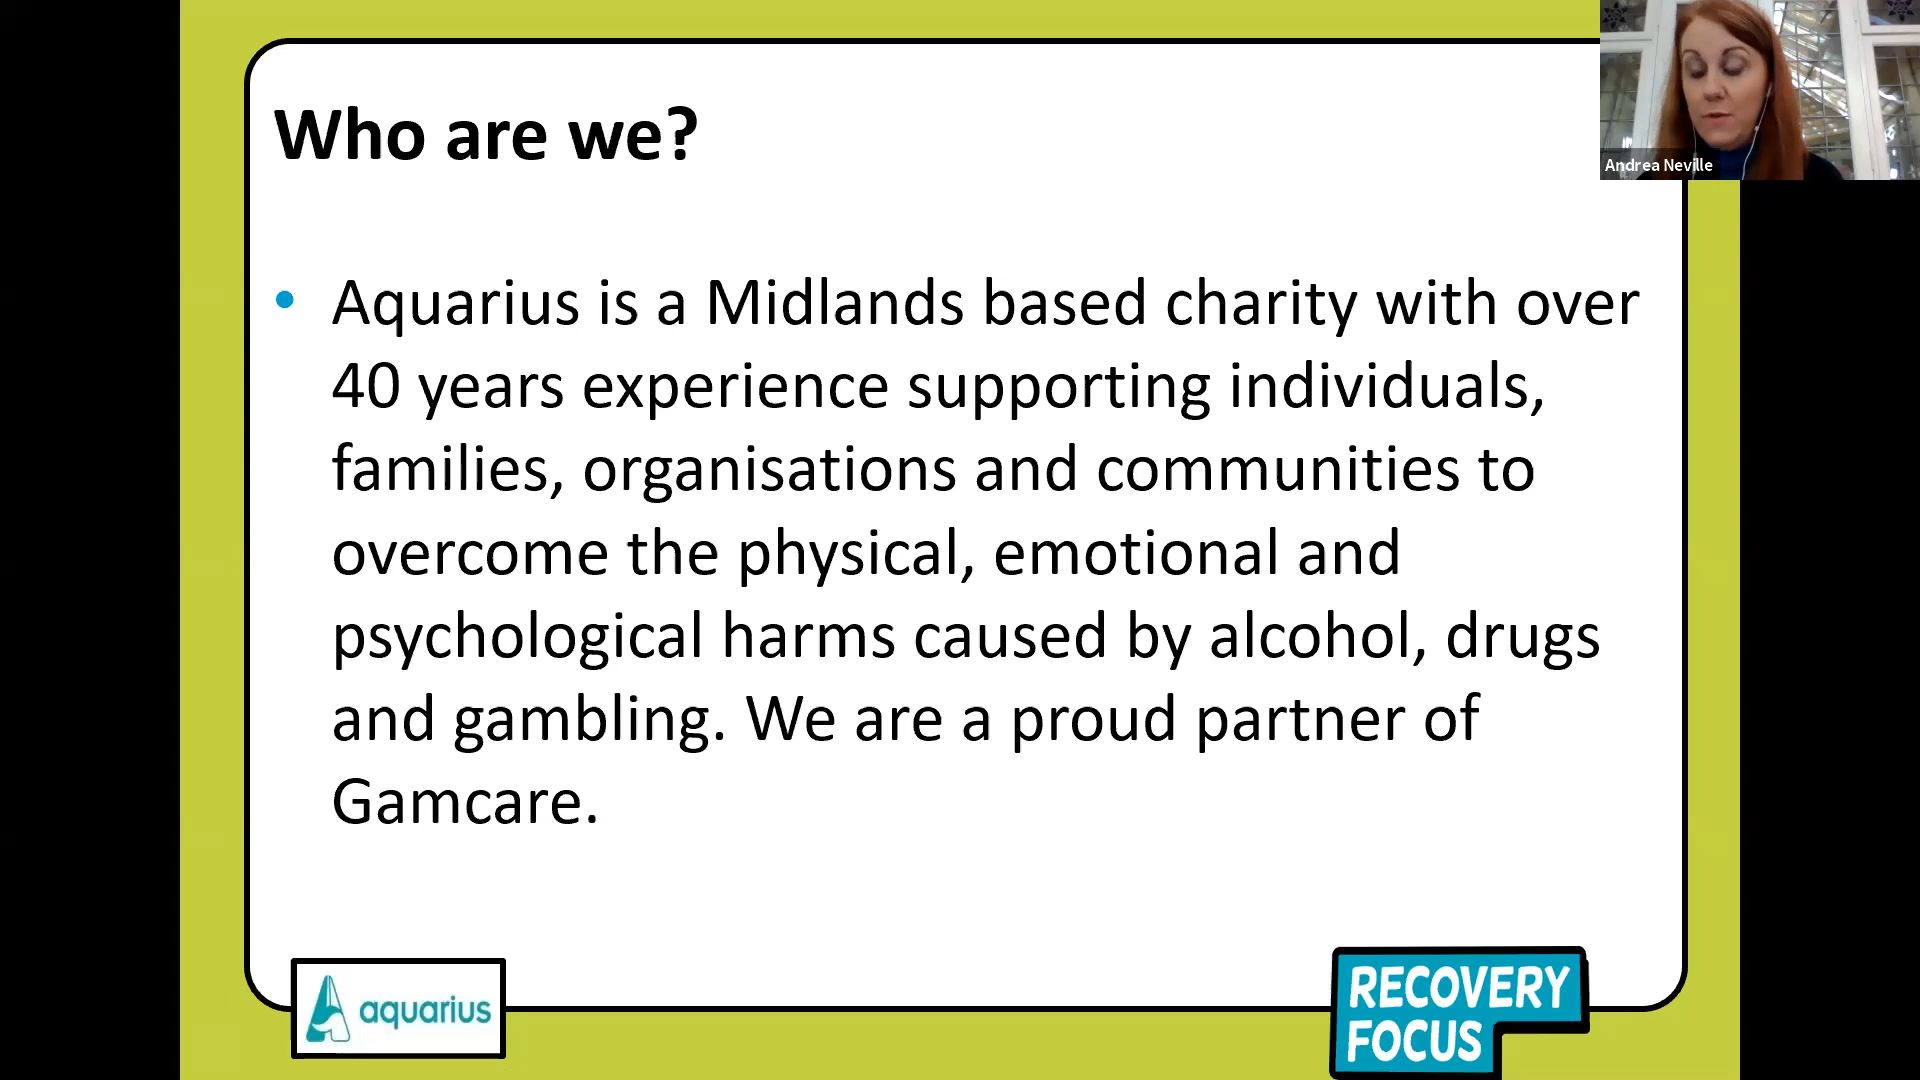 Who are we?
Andrea Neville
• Aquarius is a Midlands based charity with over
40 years experience supporting individuals,
families, organisations and communities to
overcome the physical, emotional and
psychological harms caused by alcohol, drugs
and gambling. We are a proud partner of
Gamcare.
aquarius
RECOVERY
FOCUS